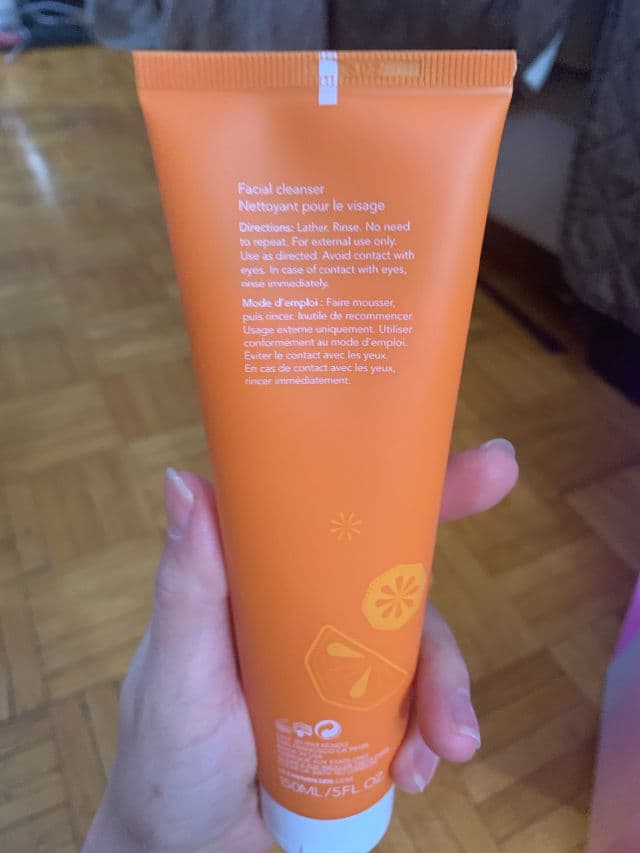 Facial cleanser
Nettoyant pour le visage
Directions: Lather. Rinse. No need
to repeat. For external use only.
Use as directed. Avoid contact with
eyes. In case of contact with eyes,
rinse immediately.
Mode d'emploi : Faire mousser,
puis rincer. Inutile de recommencer.
Usage externe uniquement. Utiliser
conformément au mode d'emploi.
Éviter le contact avec les yeux.
En cas de contact avec les yeux,
rincer immédiatement.
150ML/5FL.OZ.